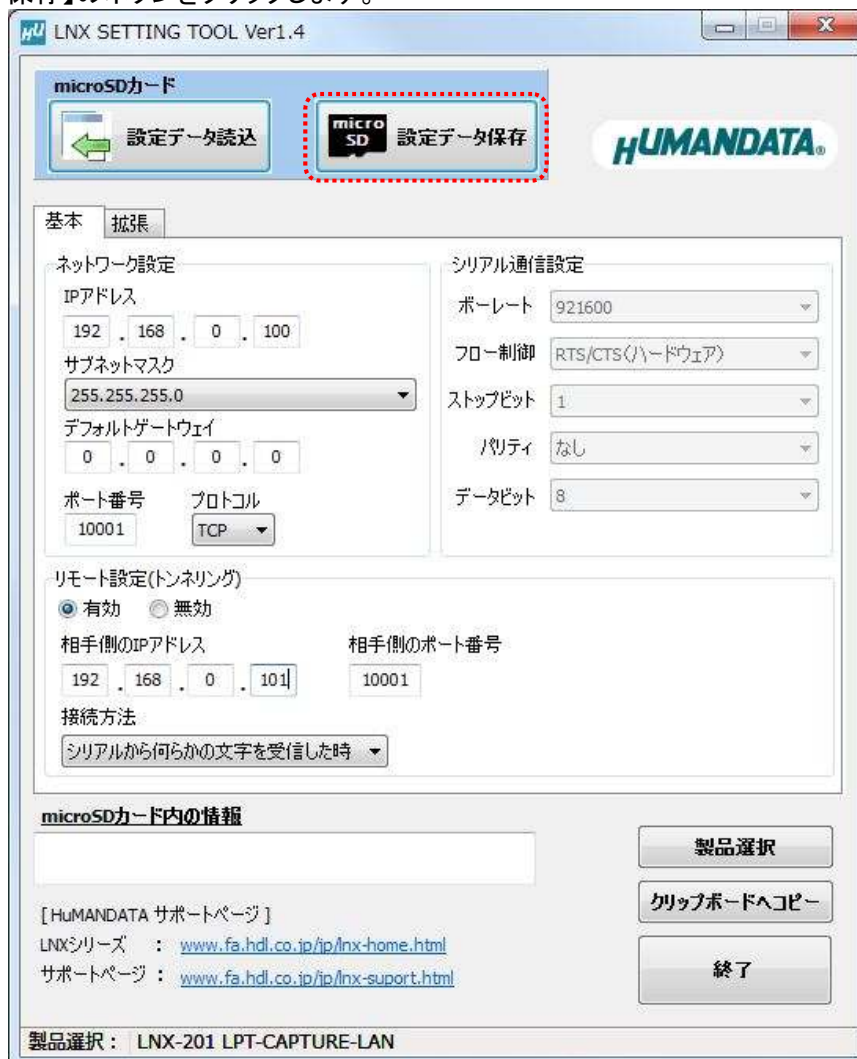 保存】のボタンをクリックします。
HU LNX SETTING TOOL Ver1.4
microSDカード
設定データ読込
micro SD 設定データ保存
HUMANDATA®
基本 拡張
ネットワーク設定
IPアドレス
192 . 168 . 0 . 100
サブネットマスク
255.255.255.0
デフォルトゲートウェイ
0 . 0 . 0 . 0
ポート番号 プロトコル
10001 TCP
シリアル通信設定
ボーレート 921600
フロー制御 RTS/CTS(ハードウェア)
ストップビット 1
パリティ なし
データビット 8
リモート設定(トンネリング)
有効 無効
相手側のIPアドレス 相手側のポート番号
192 . 168 . 0 . 101 10001
接続方法
シリアルから何らかの文字を受信した時
microSDカード内の情報
製品選択
クリップボードへコピー
終了
[ HuMANDATA サポートページ ]
LNXシリーズ : www.fa.hdl.co.jp/jp/lnx-home.html
サポートページ : www.fa.hdl.co.jp/jp/lnx-suport.html
製品選択: LNX-201 LPT-CAPTURE-LAN